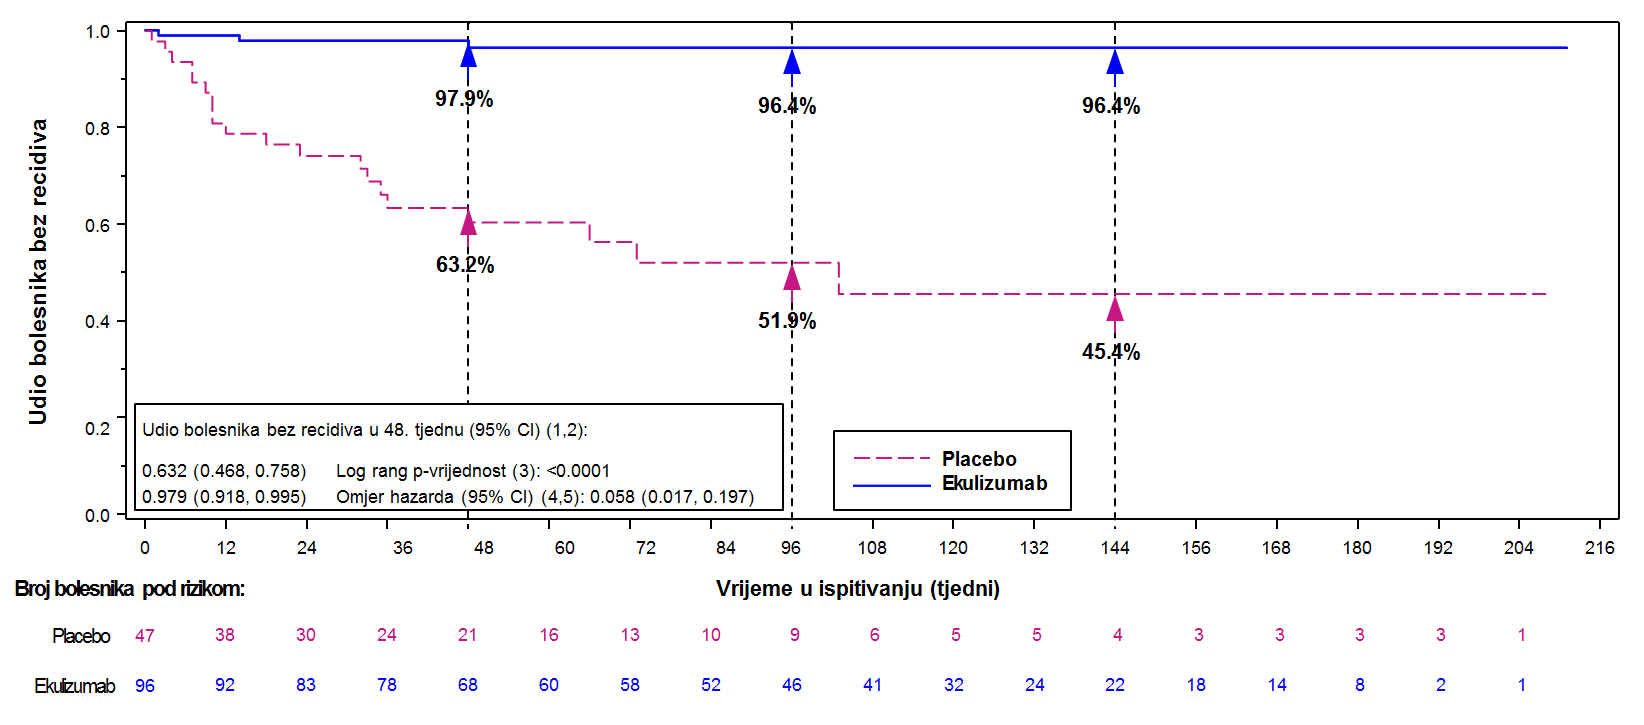 1.0
0.8
0.6
0.4
0.2
0.0
Udio bolesnika bez recidiva
97.9%
96.4%
96.4%
63.2%
51.9%
45.4%
Udio bolesnika bez recidiva u 48. tjednu (95% CI) (1,2):
0.632 (0.468, 0.758) Log rang p-vrijednost (3): <0.0001
0.979 (0.918, 0.995) Omjer hazarda (95% CI) (4,5): 0.058 (0.017, 0.197)
Placebo
Ekulizumab
0 12 24 36 48 60 72 84 96 108 120 132 144 156 168 180 192 204 216
Broj bolesnika pod rizikom:
Vrijeme u ispitivanju (tjedni)
Placebo 47 38 30 24 21 16 13 10 9 6 5 5 4 3 3 3 3 1
Ekulizumab 96 92 83 78 68 60 58 52 46 41 32 24 22 18 14 8 2 1